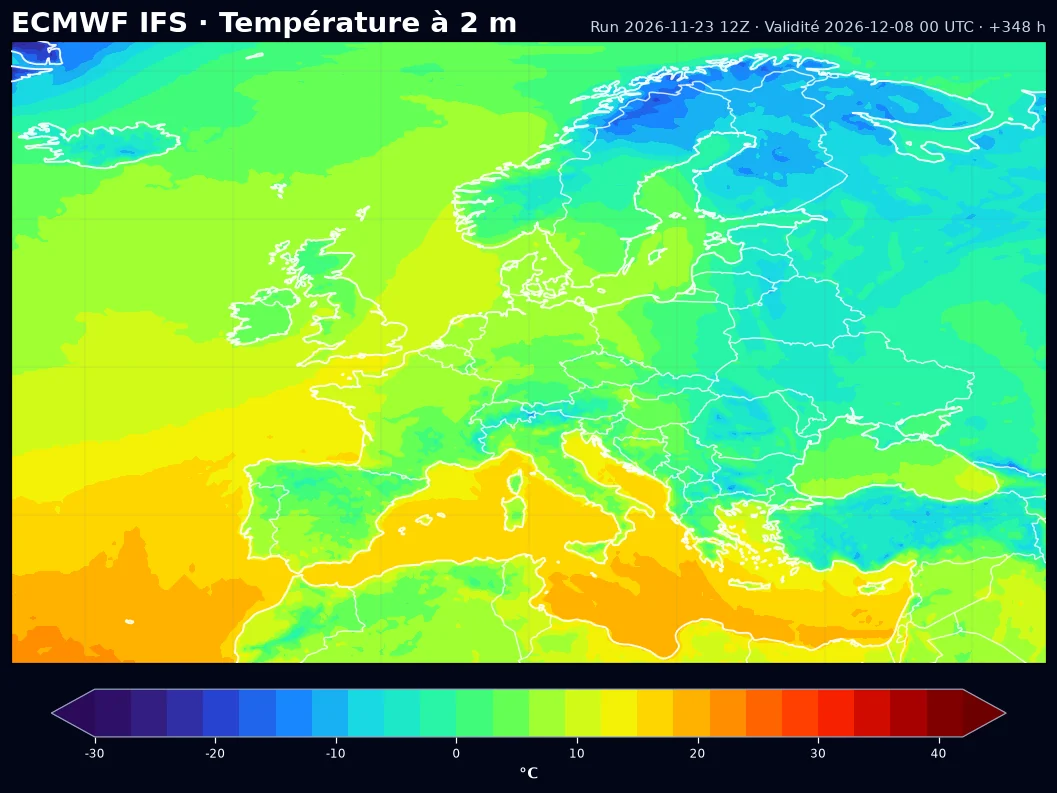 ECMWF IFS · Température à 2 m
Run 2026-11-23 12Z · Validité 2026-12-08 00 UTC · +348 h
-30 -20 -10 0 10 20 30 40
°C